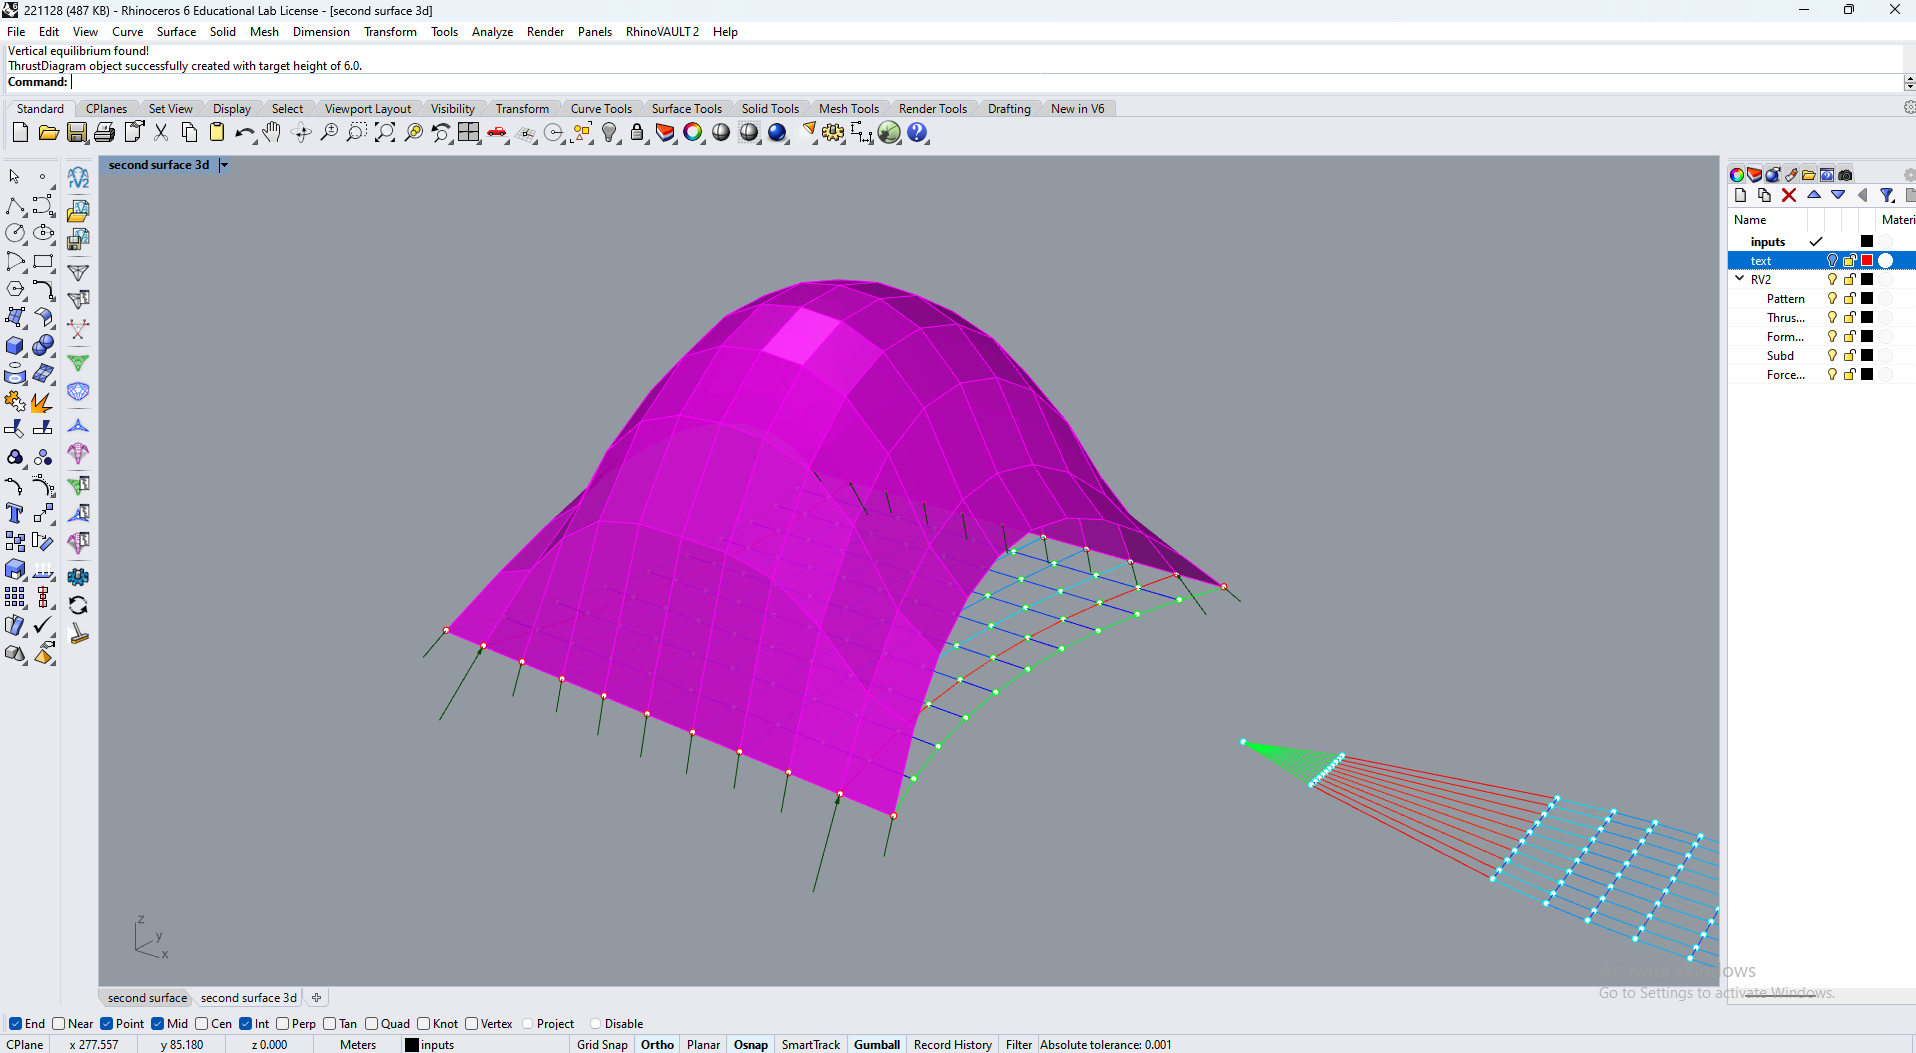 221128 (487 KB) - Rhinoceros 6 Educational Lab License - [second surface 3d]
File Edit View Curve Surface Solid Mesh Dimension Transform Tools Analyze Render Panels RhinoVAULT 2 Help
Vertical equilibrium found!
ThrustDiagram object successfully created with target height of 6.0.
Command:
Standard CPlanes Set View Display Select Viewport Layout Visibility Transform Curve Tools Surface Tools Solid Tools Mesh Tools Render Tools Drafting New in V6
second surface 3d
rV2
Name Materi
inputs
text
RV2
Pattern
Thrus...
Form...
Subd
Force...
z
y
x
Activate Windows
Go to Settings to activate Windows.
second surface second surface 3d
End Near Point Mid Cen Int Perp Tan Quad Knot Vertex Project Disable
CPlane x 277.557 y 85.180 z 0.000 Meters inputs Grid Snap Ortho Planar Osnap SmartTrack Gumball Record History Filter Absolute tolerance: 0.001